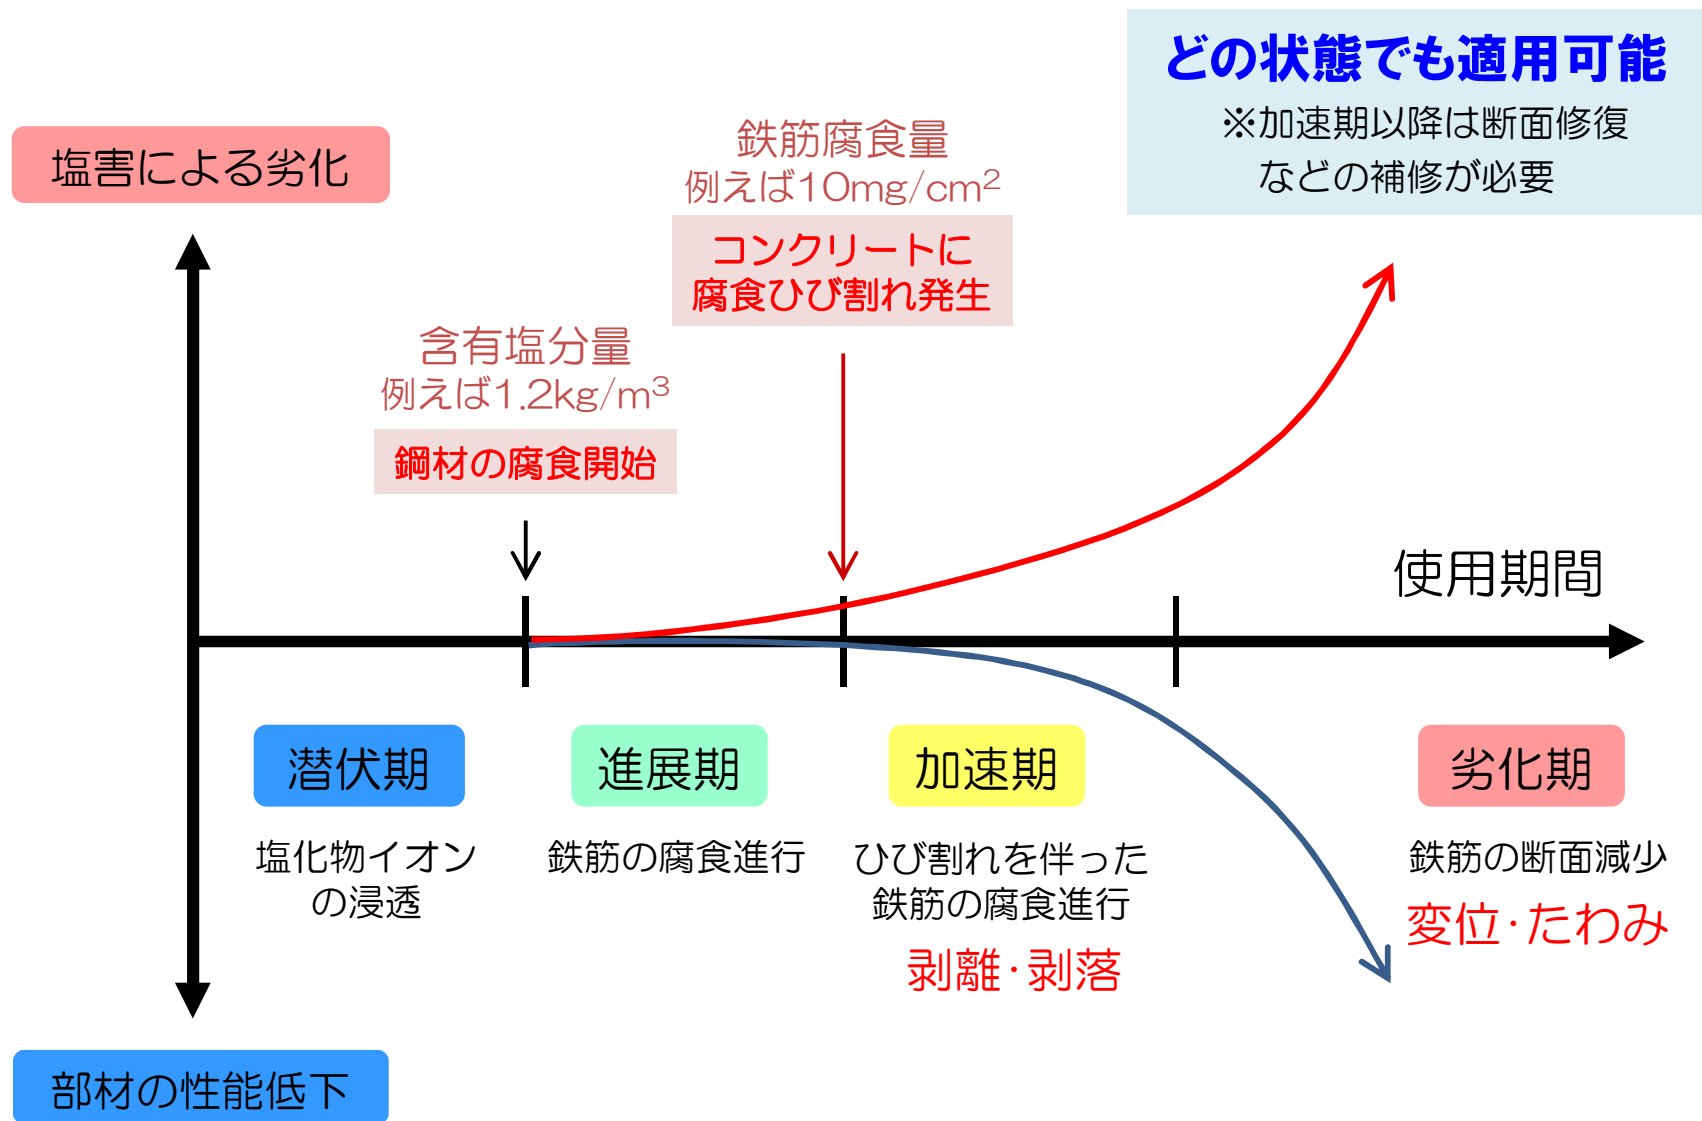 どの状態でも適用可能
※加速期以降は断面修復
などの補修が必要
塩害による劣化
鉄筋腐食量
例えば10mg/cm²
コンクリートに
腐食ひび割れ発生
含有塩分量
例えば1.2kg/m³
鋼材の腐食開始
使用期間
潜伏期
塩化物イオン
の浸透
進展期
鉄筋の腐食進行
加速期
ひび割れを伴った
鉄筋の腐食進行
剥離・剥落
劣化期
鉄筋の断面減少
変位・たわみ
部材の性能低下